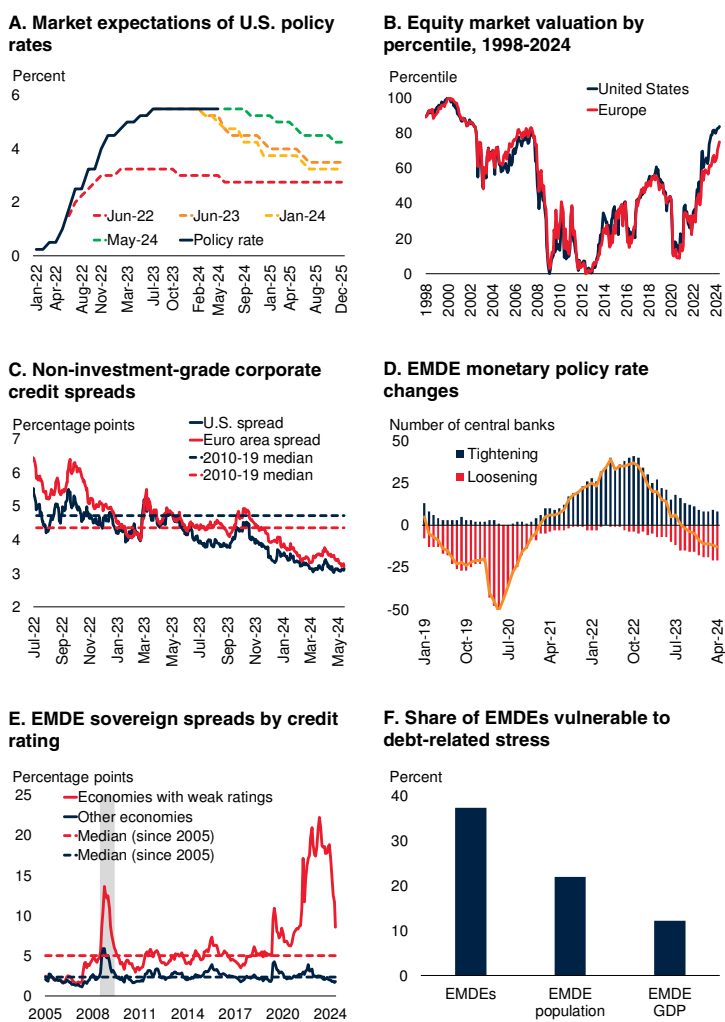 A. Market expectations of U.S. policy
rates
Percent
6
4
2
0
Jun-22
Jun-23
Jan-24
May-24
Policy rate
Jan-22
Apr-22
Aug-22
Nov-22
Mar-23
Jul-23
Oct-23
Feb-24
May-24
Sep-24
Jan-25
Apr-25
Aug-25
Dec-25
B. Equity market valuation by
percentile, 1998-2024
Percentile
100
80
60
40
20
0
United States
Europe
1998
2000
2002
2004
2006
2008
2010
2012
2014
2016
2018
2020
2022
2024
C. Non-investment-grade corporate
credit spreads
Percentage points
7
6
5
4
3
2
U.S. spread
Euro area spread
2010-19 median
2010-19 median
Jul-22
Sep-22
Nov-22
Jan-23
Mar-23
May-23
Jul-23
Sep-23
Nov-23
Jan-24
Mar-24
May-24
D. EMDE monetary policy rate
changes
Number of central banks
50
25
0
-25
-50
Tightening
Loosening
Jan-19
Oct-19
Jul-20
Apr-21
Jan-22
Oct-22
Jul-23
Apr-24
E. EMDE sovereign spreads by credit
rating
Percentage points
25
20
15
10
5
0
Economies with weak ratings
Other economies
Median (since 2005)
Median (since 2005)
2005
2008
2011
2014
2017
2020
2024
F. Share of EMDEs vulnerable to
debt-related stress
Percent
40
30
20
10
0
EMDEs
EMDE
population
EMDE
GDP